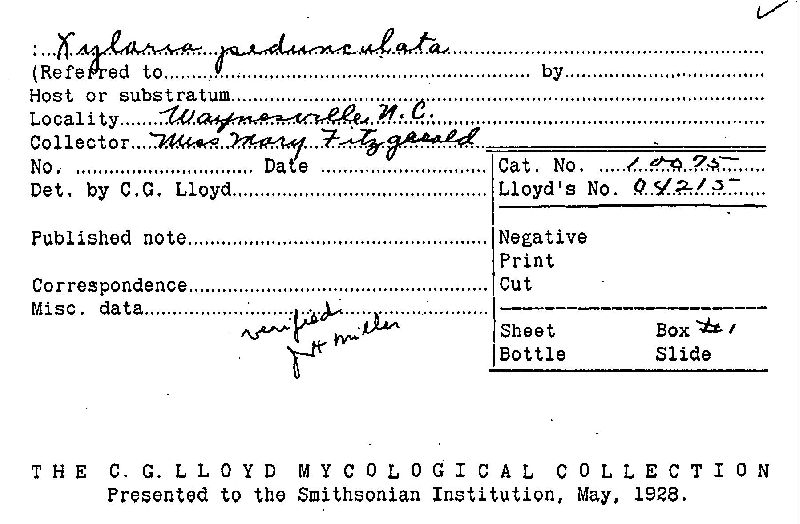 : Xylaria pedunculata
(Referred to by
Host or substratum
Locality Waynesville, N.C.
Collector Miss Mary Fitzgerald
No. Date
Cat. No. 10075
Det. by C.G. Lloyd
Lloyd's No. 04215
Published note
Negative
Print
Correspondence
Cut
Misc. data
verified
J H Miller
Sheet Box #1
Bottle Slide
THE C.G. LLOYD MYCOLOGICAL COLLECTION
Presented to the Smithsonian Institution, May, 1928.